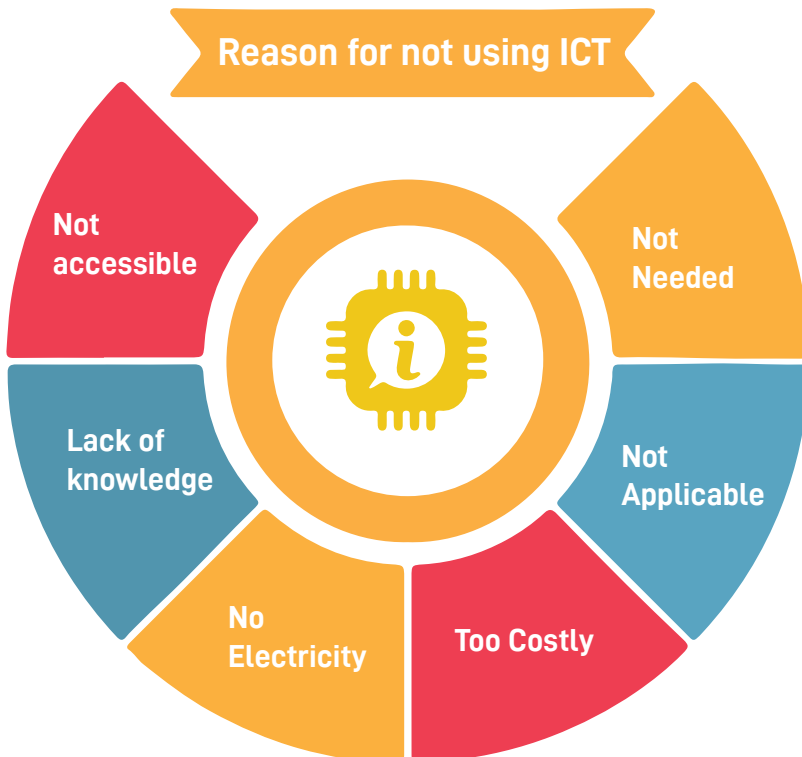 Reason for not using ICT
Not
accessible
Lack of
knowledge
No
Electricity
Too Costly
Not
Applicable
Not
Needed
i